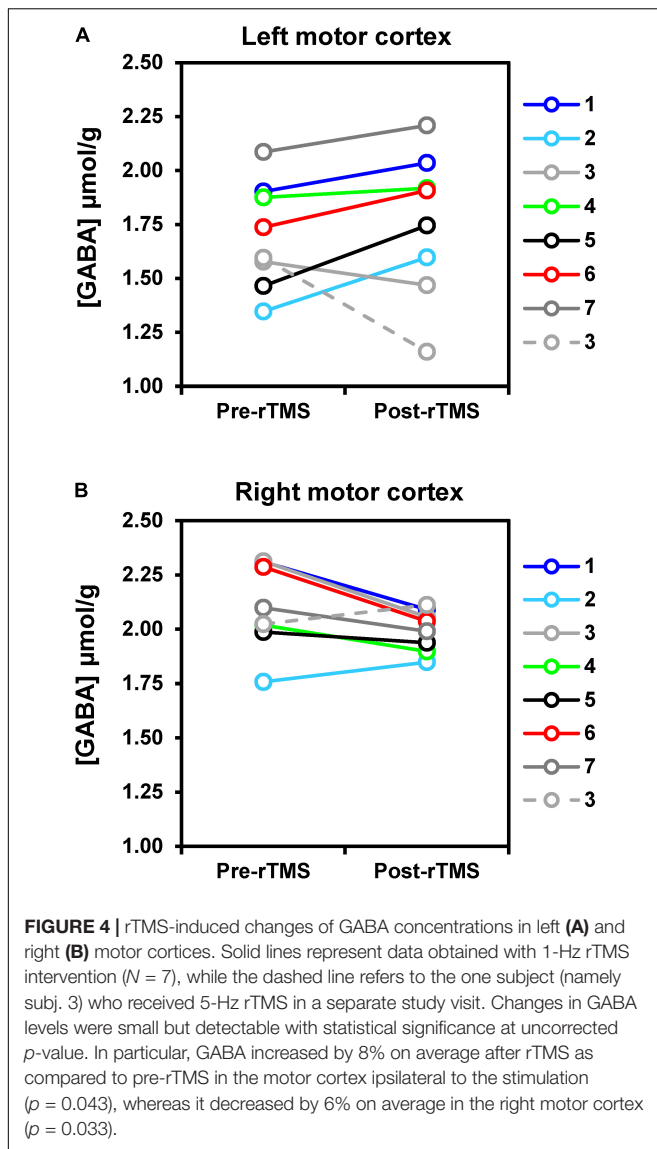 A
Left motor cortex
[GABA] µmol/g
2.50
2.25
2.00
1.75
1.50
1.25
1.00
Pre-rTMS Post-rTMS
1
2
3
4
5
6
7
3
B
Right motor cortex
[GABA] µmol/g
2.50
2.25
2.00
1.75
1.50
1.25
1.00
Pre-rTMS Post-rTMS
1
2
3
4
5
6
7
3
FIGURE 4 | rTMS-induced changes of GABA concentrations in left (A) and
right (B) motor cortices. Solid lines represent data obtained with 1-Hz rTMS
intervention (N = 7), while the dashed line refers to the one subject (namely
subj. 3) who received 5-Hz rTMS in a separate study visit. Changes in GABA
levels were small but detectable with statistical significance at uncorrected
p-value. In particular, GABA increased by 8% on average after rTMS as
compared to pre-rTMS in the motor cortex ipsilateral to the stimulation
(p = 0.043), whereas it decreased by 6% on average in the right motor cortex
(p = 0.033).